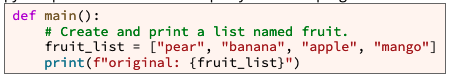 def main():
    # Create and print a list named fruit.
    fruit_list = ["pear", "banana", "apple", "mango"]
    print(f"original: {fruit_list}")